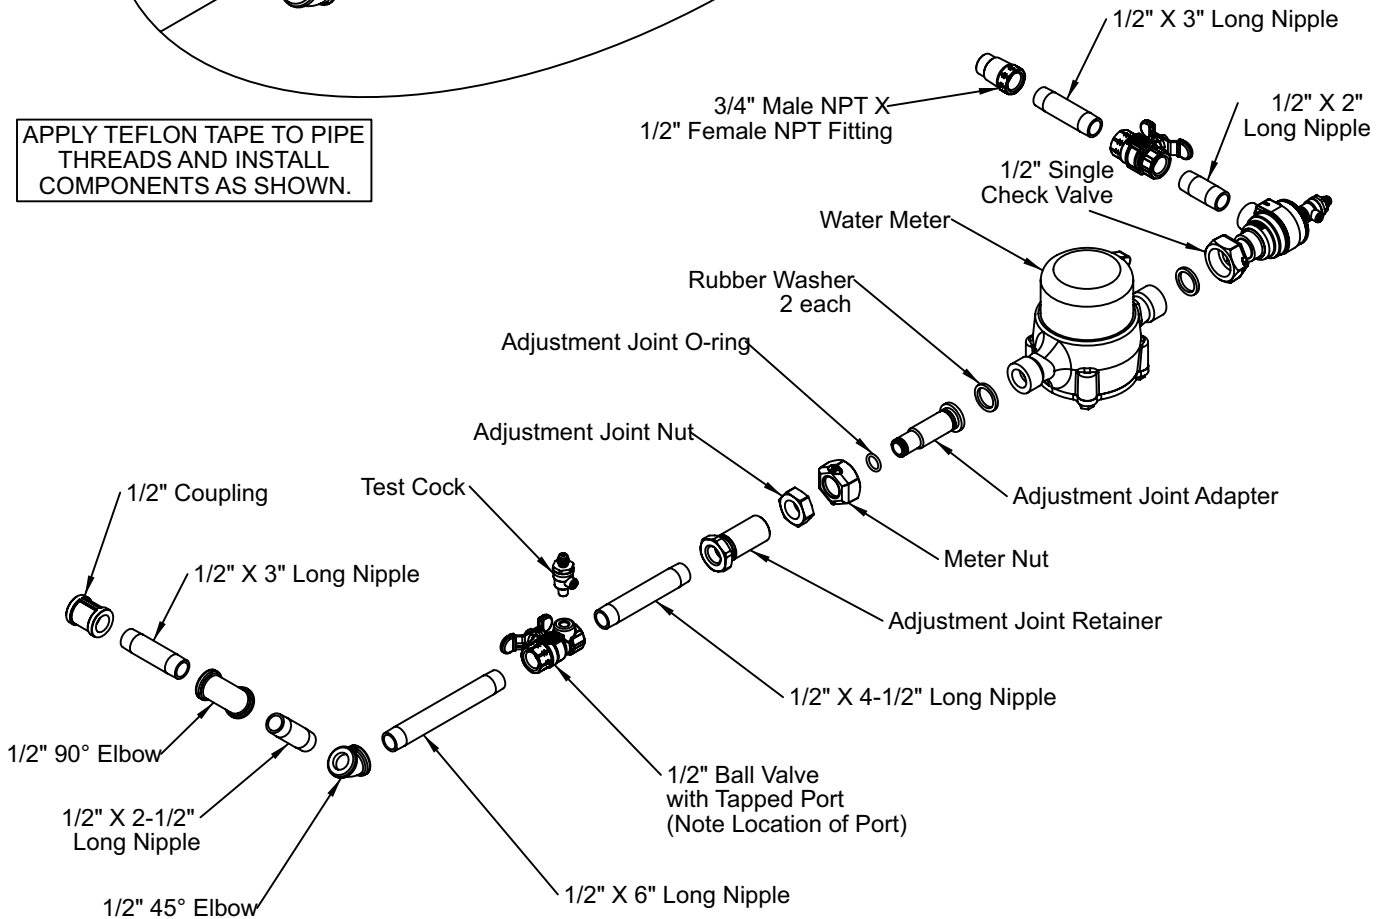 1/2" X 3" Long Nipple
3/4" Male NPT X
1/2" Female NPT Fitting
1/2" X 2"
Long Nipple
APPLY TEFLON TAPE TO PIPE
THREADS AND INSTALL
COMPONENTS AS SHOWN.
1/2" Single
Check Valve
Water Meter
Rubber Washer
2 each
Adjustment Joint O-ring
Adjustment Joint Nut
Test Cock
1/2" Coupling
Adjustment Joint Adapter
Meter Nut
1/2" X 3" Long Nipple
Adjustment Joint Retainer
1/2" X 4-1/2" Long Nipple
1/2" 90° Elbow
1/2" Ball Valve
with Tapped Port
(Note Location of Port)
1/2" X 2-1/2"
Long Nipple
1/2" X 6" Long Nipple
1/2" 45° Elbow